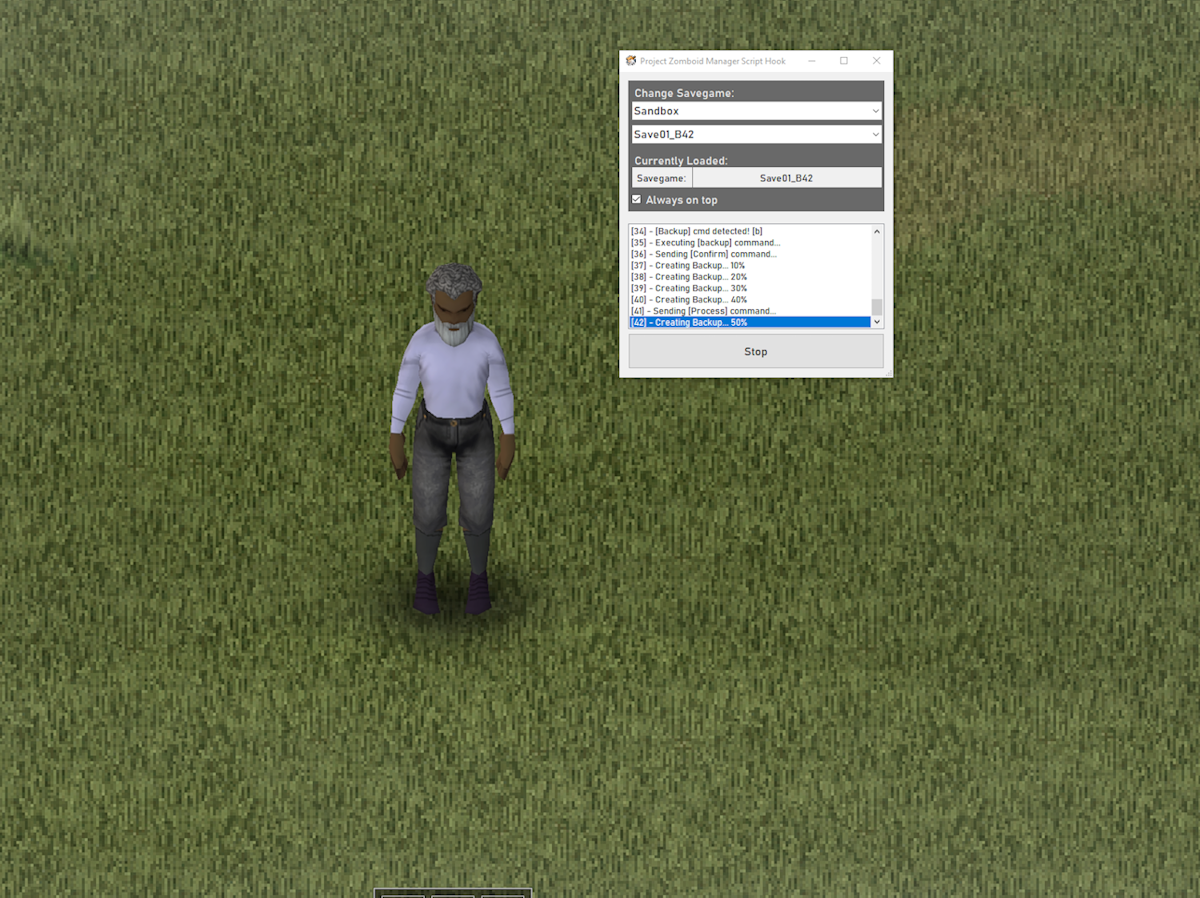 Project Zomboid Manager Script Hook
Change Savegame:
Sandbox
Save01_B42
Currently Loaded:
Savegame: Save01_B42
Always on top
[34] - [Backup] cmd detected! [b]
[35] - Executing [backup] command...
[36] - Sending [Confirm] command...
[37] - Creating Backup... 10%
[38] - Creating Backup... 20%
[39] - Creating Backup... 30%
[40] - Creating Backup... 40%
[41] - Sending [Process] command...
[42] - Creating Backup... 50%
Stop